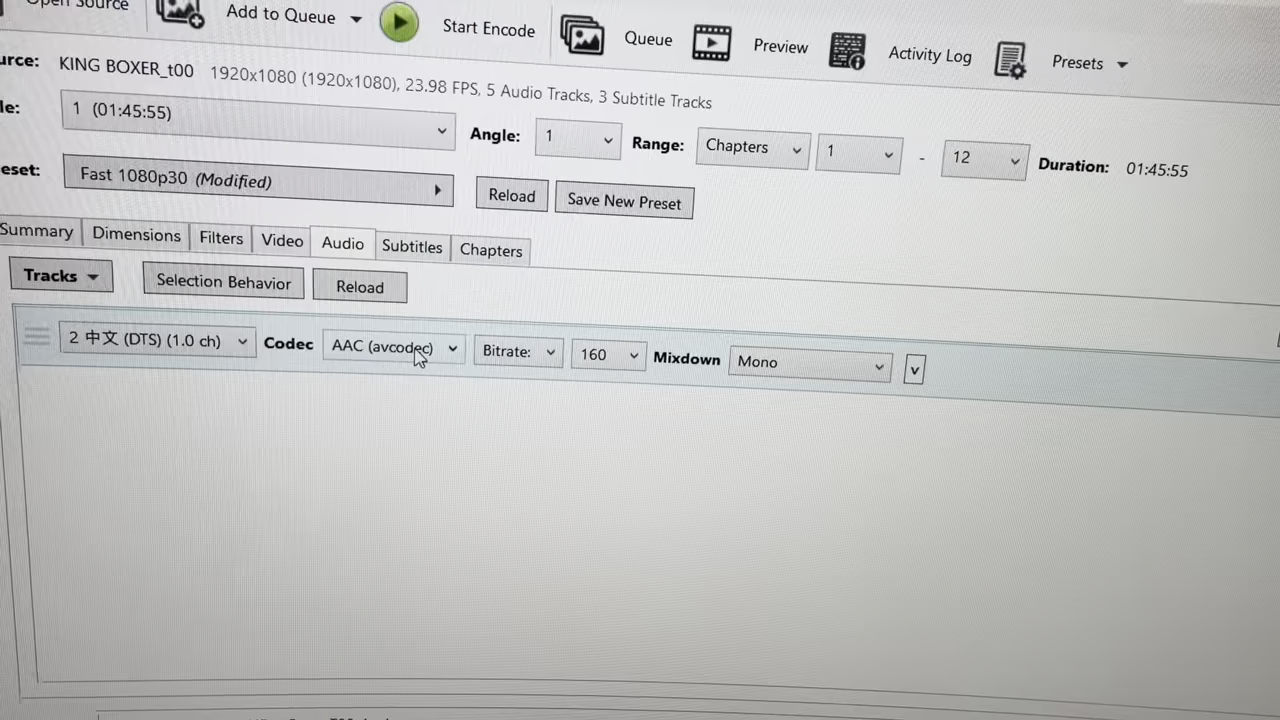 Open Source Add to Queue Start Encode Queue Preview Activity Log Presets
KING BOXER_t00 1920x1080 (1920x1080), 23.98 FPS, 5 Audio Tracks, 3 Subtitle Tracks
1 (01:45:55) Angle: 1 Range: Chapters 1 - 12 Duration: 01:45:55
Fast 1080p30 (Modified) Reload Save New Preset
Summary Dimensions Filters Video Audio Subtitles Chapters
Tracks Selection Behavior Reload
2 中文 (DTS) (1.0 ch) Codec AAC (avcodec) Bitrate: 160 Mixdown Mono